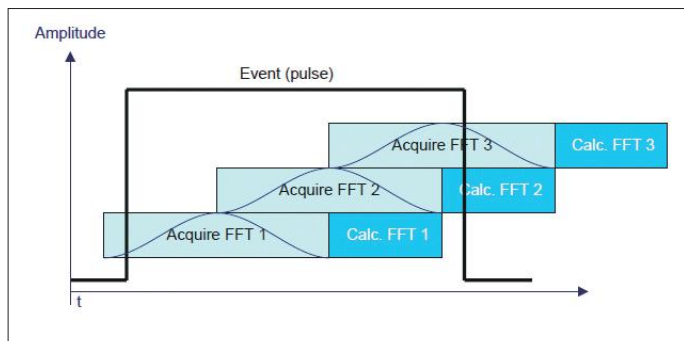 Amplitude
Event (pulse)
Acquire FFT 3
Calc. FFT 3
Acquire FFT 2
Calc. FFT 2
Acquire FFT 1
Calc. FFT 1
t